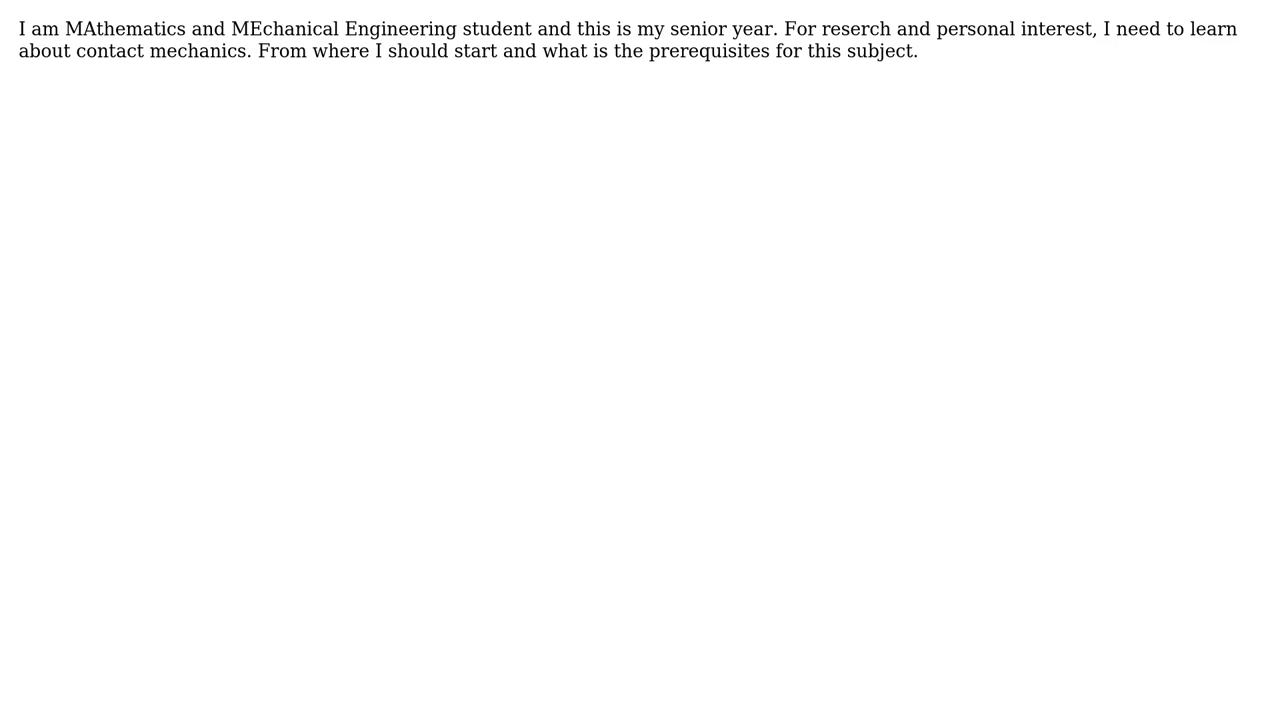 I am MAthematics and MEchanical Engineering student and this is my senior year. For reserch and personal interest, I need to learn
about contact mechanics. From where I should start and what is the prerequisites for this subject.